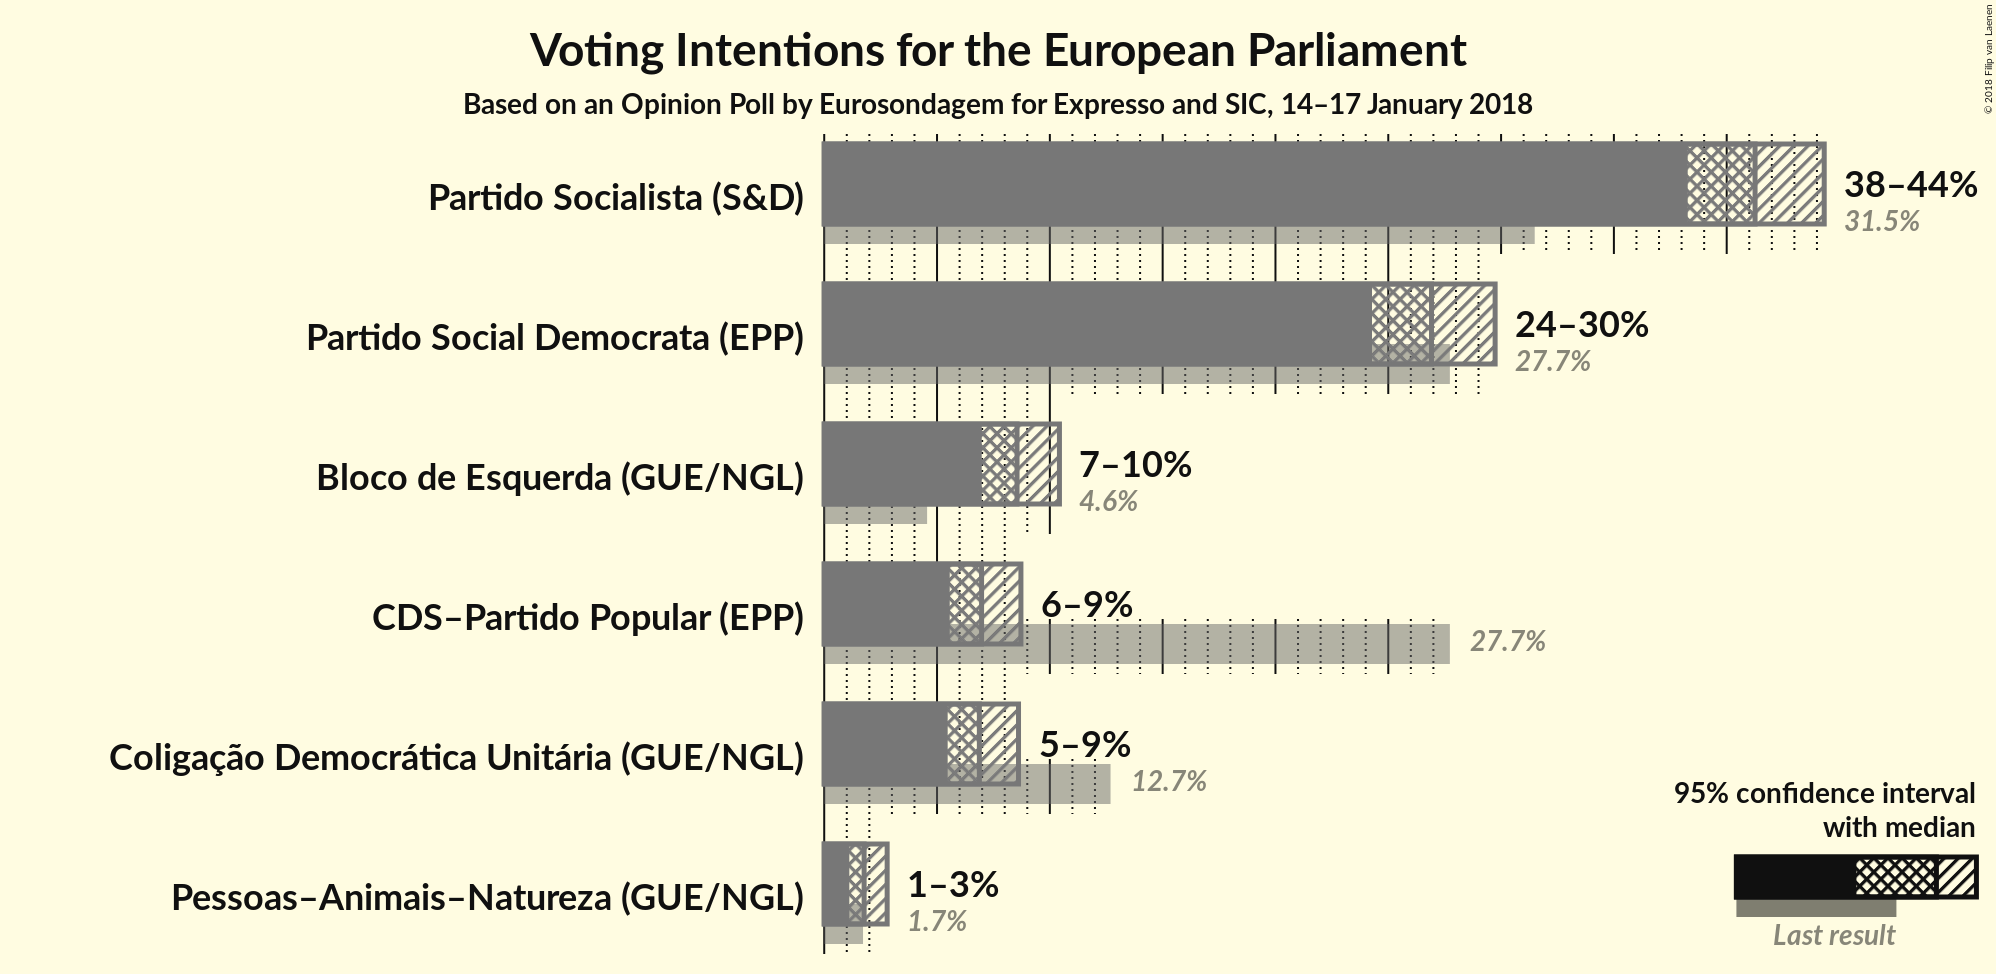 Voting Intentions for the European Parliament
Based on an Opinion Poll by Eurosondagem for Expresso and SIC, 14–17 January 2018
© 2018 Filip van Laenen
Partido Socialista (S&D)
38–44%
31.5%
Partido Social Democrata (EPP)
24–30%
27.7%
Bloco de Esquerda (GUE/NGL)
7–10%
4.6%
CDS–Partido Popular (EPP)
6–9%
27.7%
Coligação Democrática Unitária (GUE/NGL)
5–9%
12.7%
Pessoas–Animais–Natureza (GUE/NGL)
1–3%
1.7%
95% confidence interval
with median
Last result